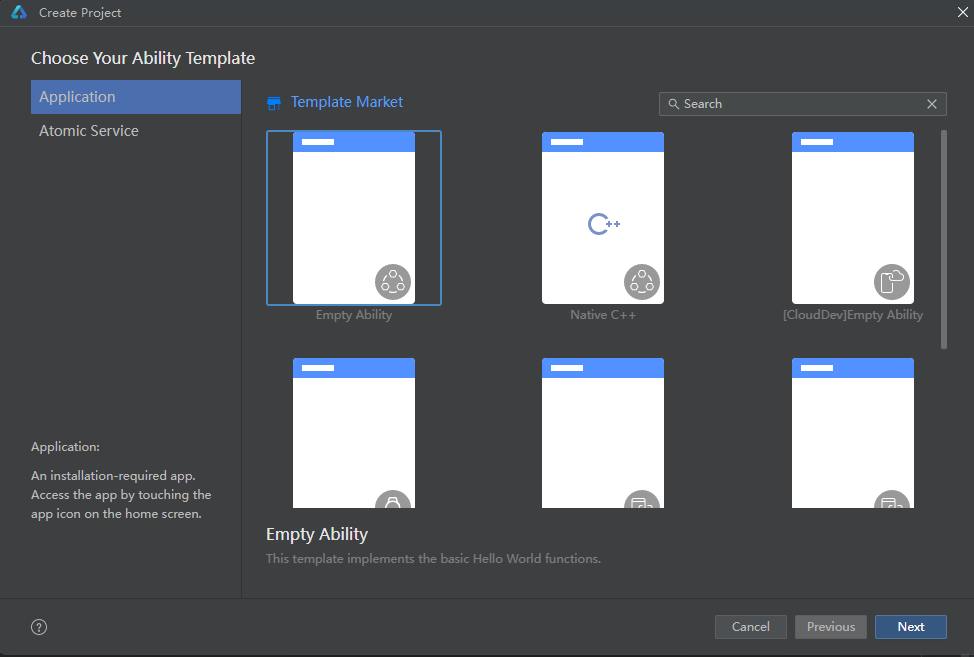 Create Project
Choose Your Ability Template
Application
Atomic Service
Template Market
Search
C++
Empty Ability
Native C++
[CloudDev]Empty Ability
Application:
An installation-required app.
Access the app by touching the
app icon on the home screen.
Empty Ability
This template implements the basic Hello World functions.
?
Cancel
Previous
Next